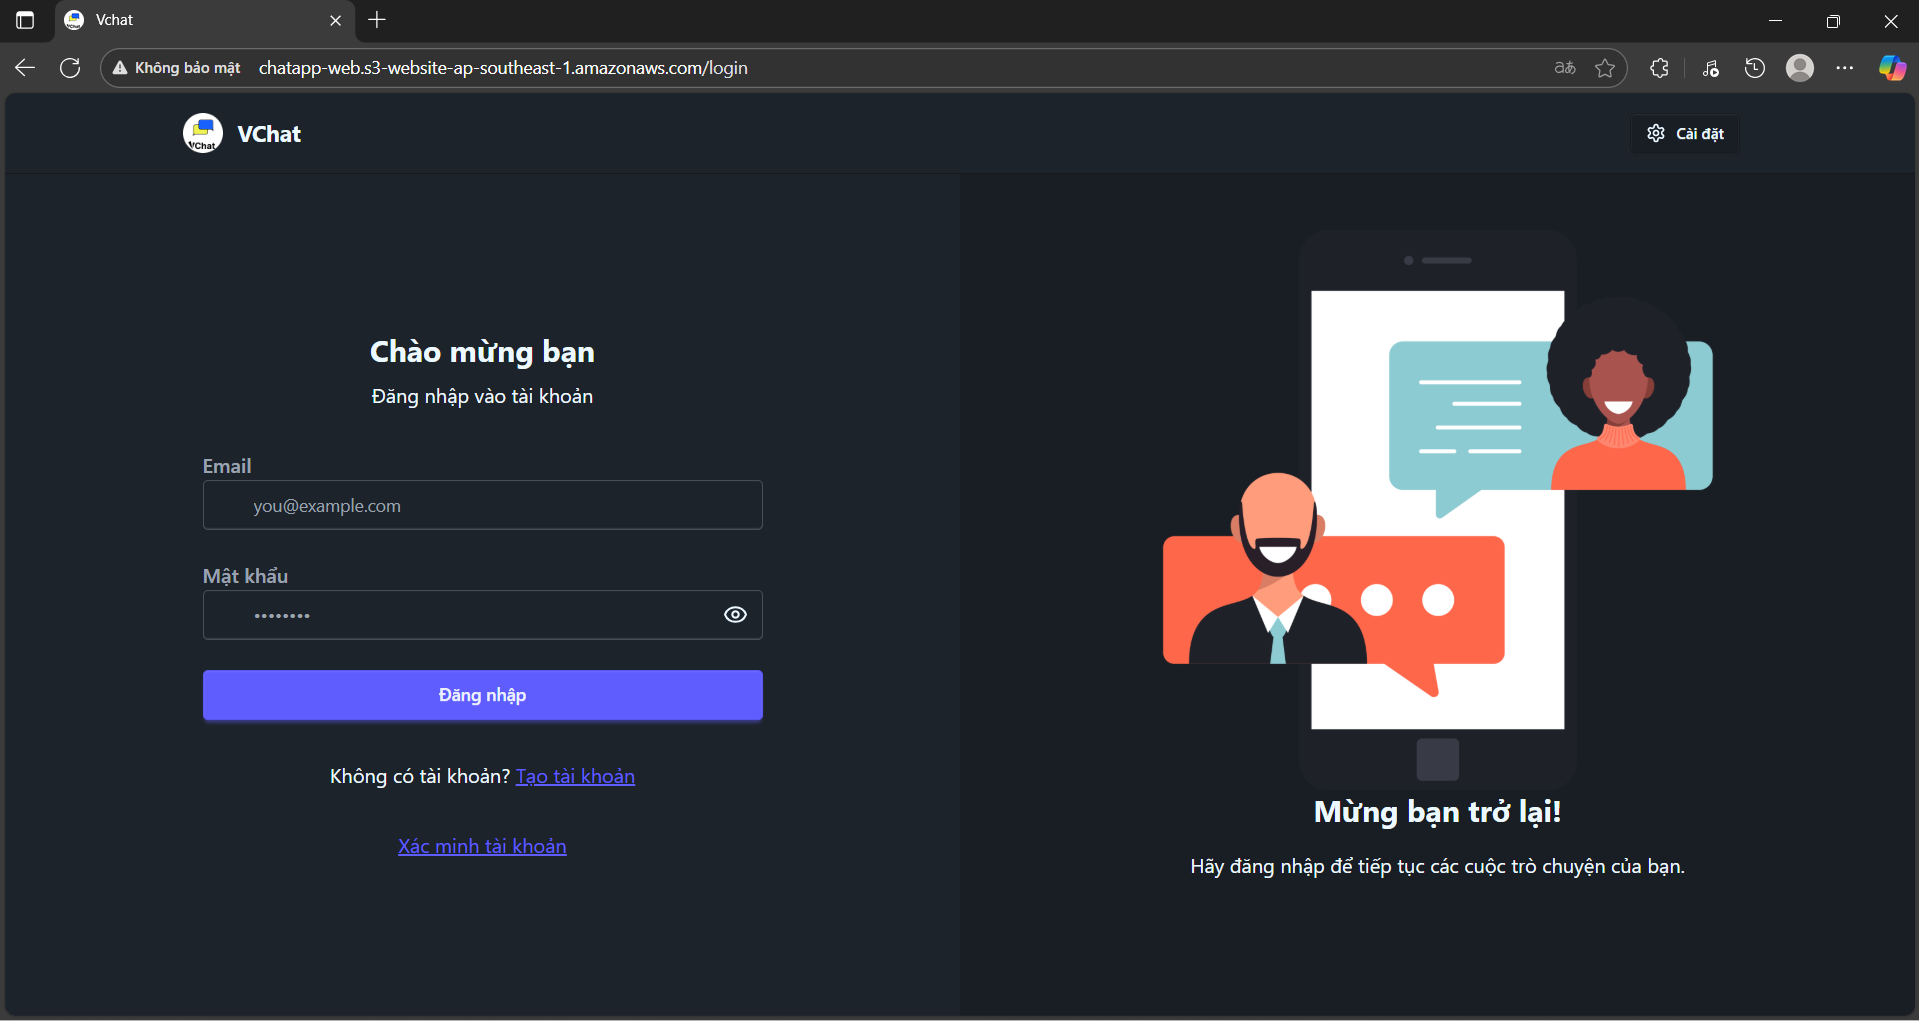 Vchat
Không bảo mật
chatapp-web.s3-website-ap-southeast-1.amazonaws.com/login
aあ
VChat
VChat
Cài đặt
Chào mừng bạn
Đăng nhập vào tài khoản
Email
you@example.com
Mật khẩu
••••••••
Đăng nhập
Không có tài khoản? Tạo tài khoản
Xác minh tài khoản
Mừng bạn trở lại!
Hãy đăng nhập để tiếp tục các cuộc trò chuyện của bạn.